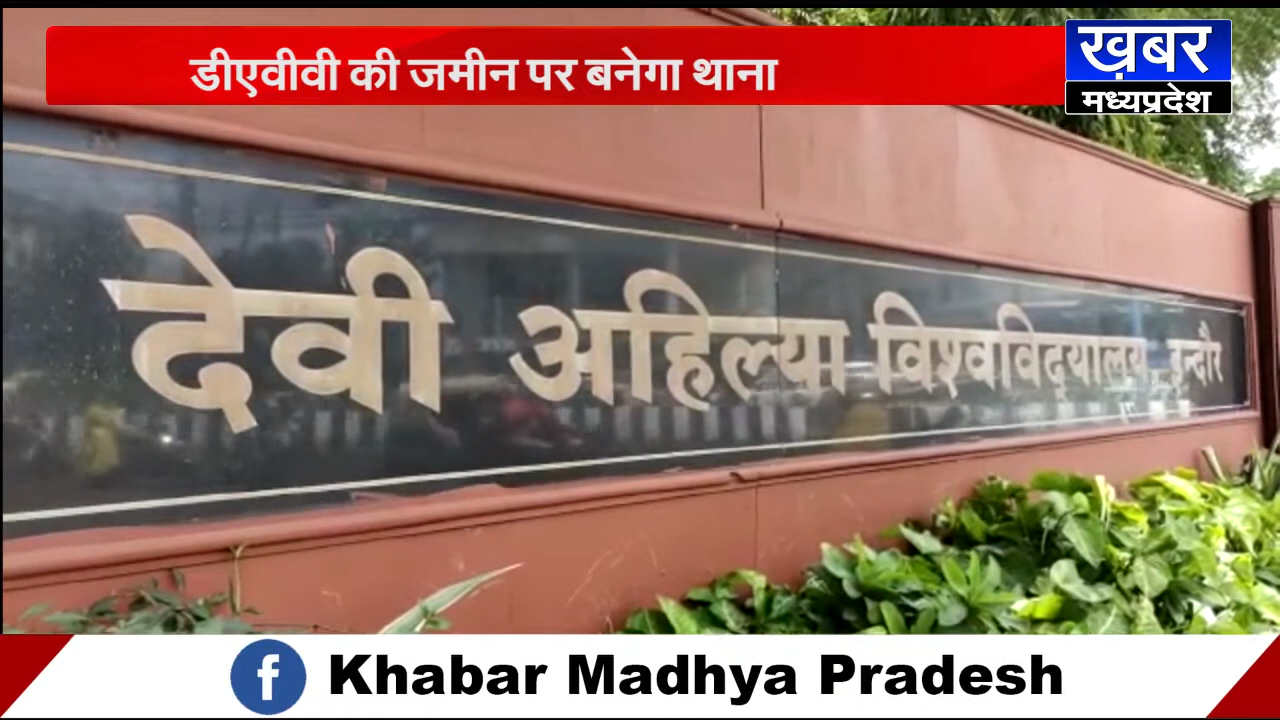 डीएवीवी की जमीन पर बनेगा थाना
ख़बर
मध्यप्रदेश
देवी अहिल्या विश्वविद्यालय, इन्दौर
Khabar Madhya Pradesh